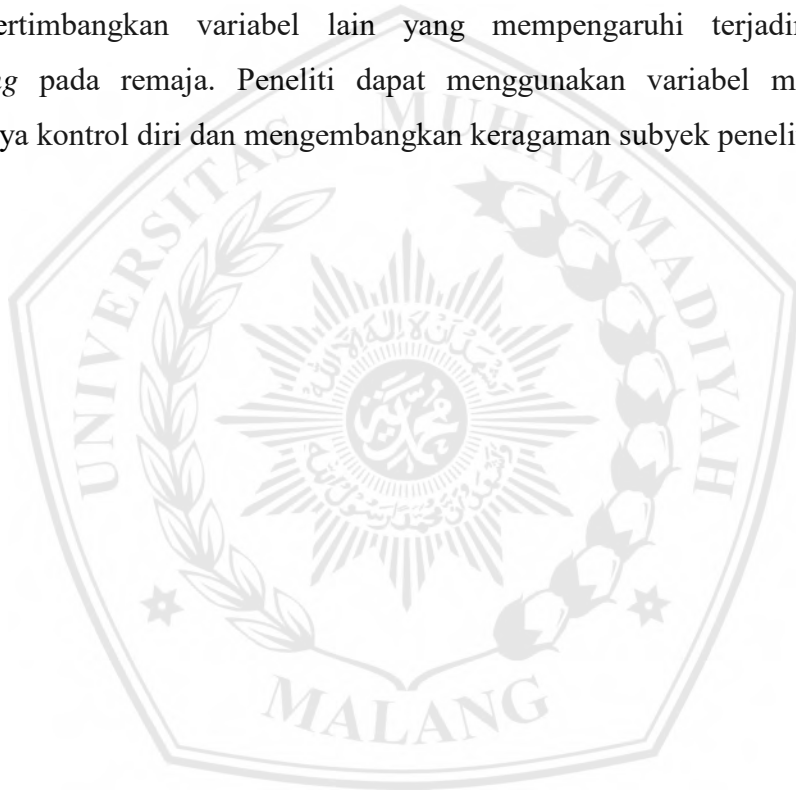 ertimbangkan variabel lain yang mempengaruhi terjadin
g pada remaja. Peneliti dapat menggunakan variabel m
ya kontrol diri dan mengembangkan keragaman subyek peneli
UNIVERSITAS MUHAMMADIYAH
MALANG